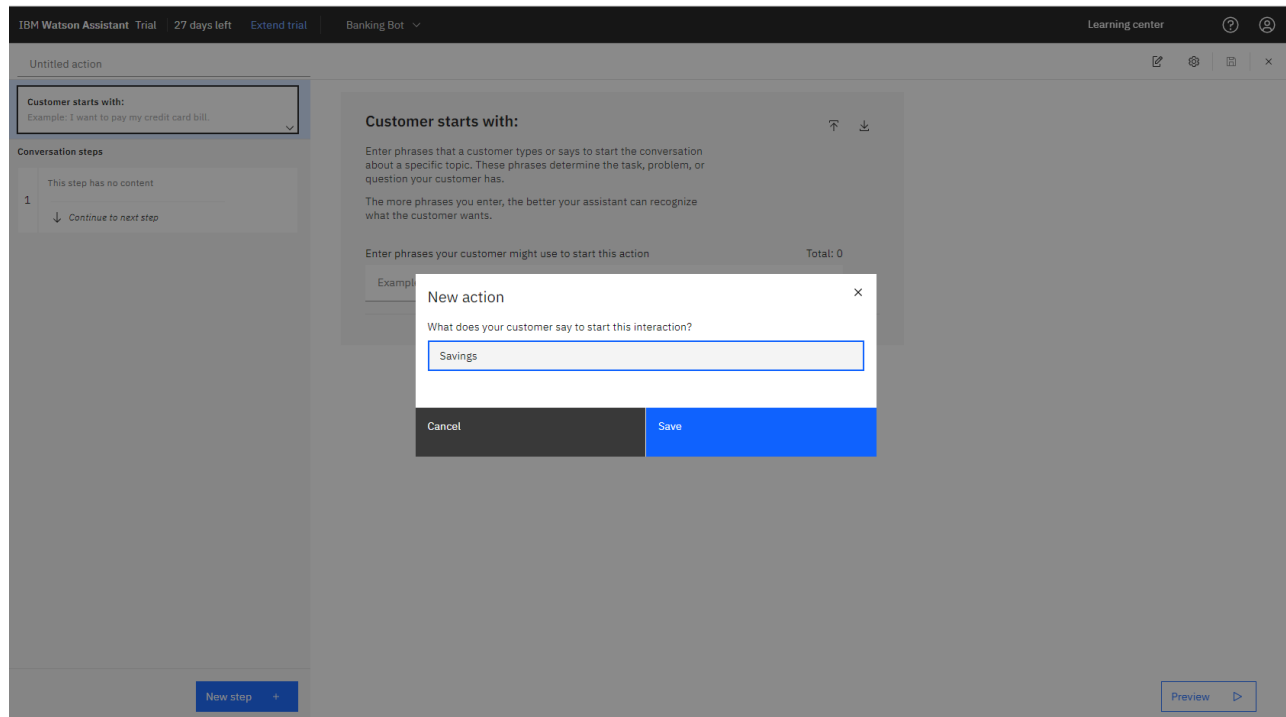 IBM Watson Assistant Trial 27 days left Extend trial Banking Bot Learning center
Untitled action
Customer starts with:
Example: I want to pay my credit card bill.
Conversation steps
1
This step has no content
Continue to next step
New step +
Customer starts with:
Enter phrases that a customer types or says to start the conversation
about a specific topic. These phrases determine the task, problem, or
question your customer has.
The more phrases you enter, the better your assistant can recognize
what the customer wants.
Enter phrases your customer might use to start this action Total: 0
New action
What does your customer say to start this interaction?
Savings
Cancel Save
Preview